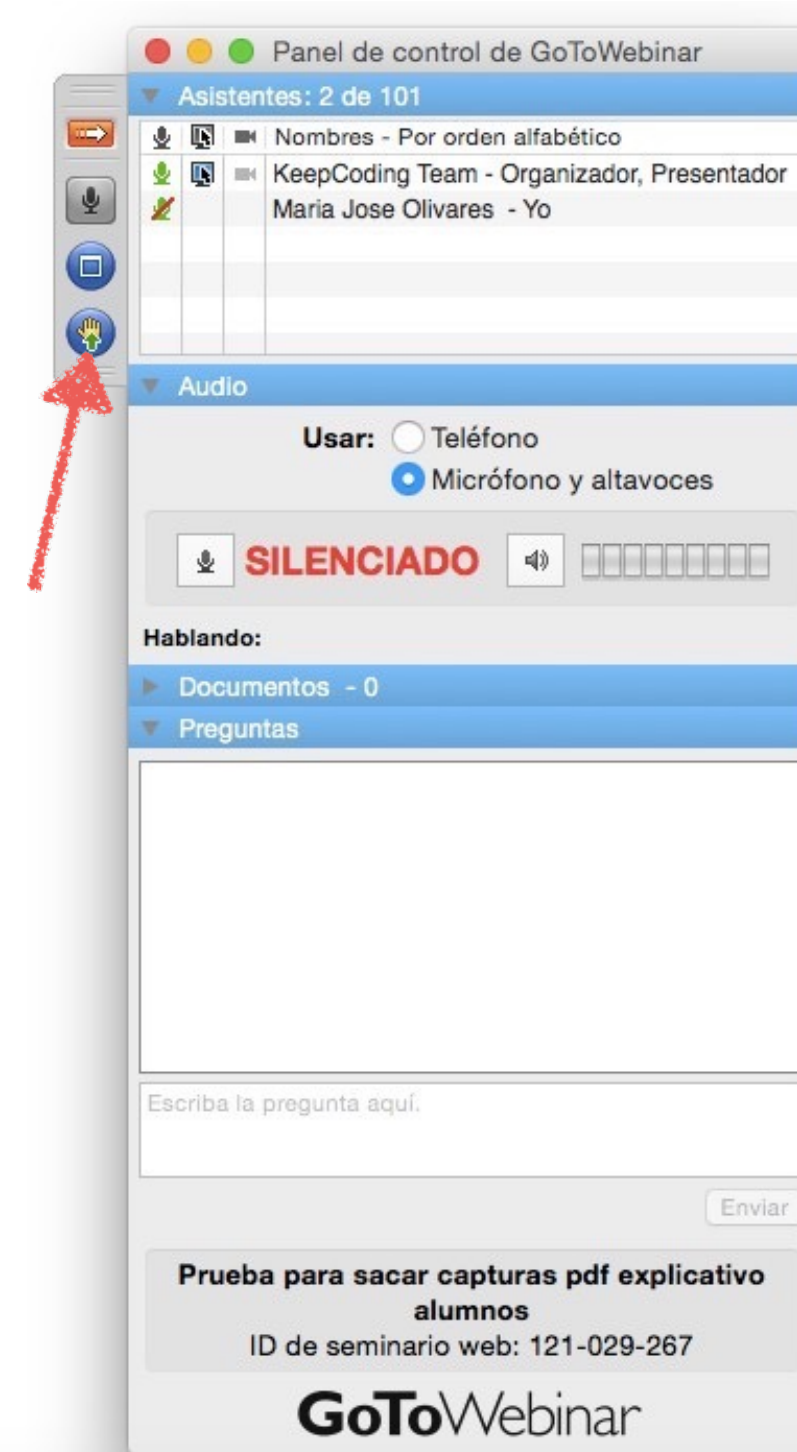 Panel de control de GoToWebinar
Asistentes: 2 de 101
Nombres - Por orden alfabético
KeepCoding Team - Organizador, Presentador
Maria Jose Olivares - Yo
Audio
Usar: Teléfono
Micrófono y altavoces
SILENCIADO
Hablando:
Documentos - 0
Preguntas
Escriba la pregunta aquí.
Enviar
Prueba para sacar capturas pdf explicativo
alumnos
ID de seminario web: 121-029-267
GoToWebinar